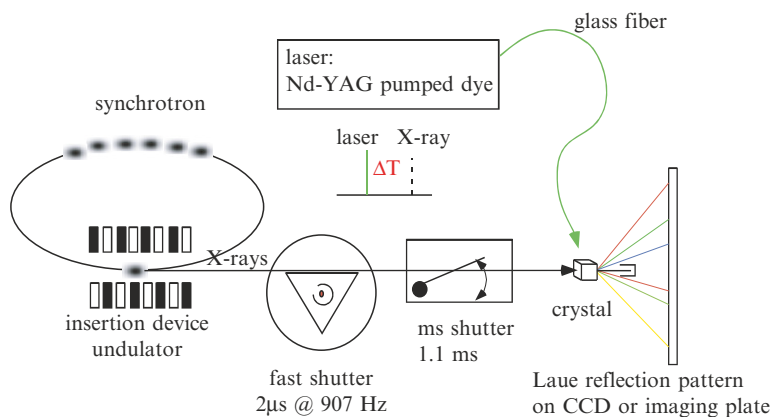 glass fiber
laser:
Nd-YAG pumped dye
synchrotron
laser X-ray
ΔT
X-rays
insertion device
undulator
ms shutter
1.1 ms
crystal
fast shutter
2μs @ 907 Hz
Laue reflection pattern
on CCD or imaging plate